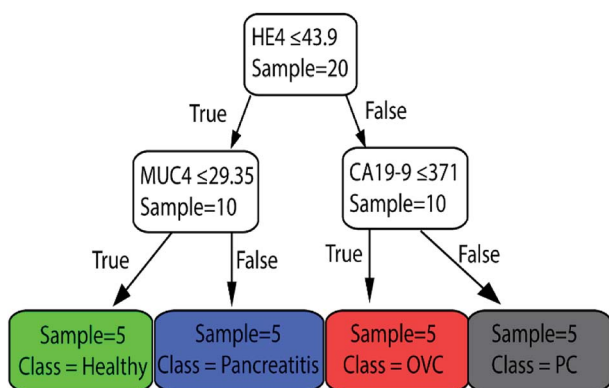 HE4 ≤43.9
Sample=20
True
False
MUC4 ≤29.35
Sample=10
CA19-9 ≤371
Sample=10
True
False
True
False
Sample=5
Class = Healthy
Sample=5
Class = Pancreatitis
Sample=5
Class = OVC
Sample=5
Class = PC